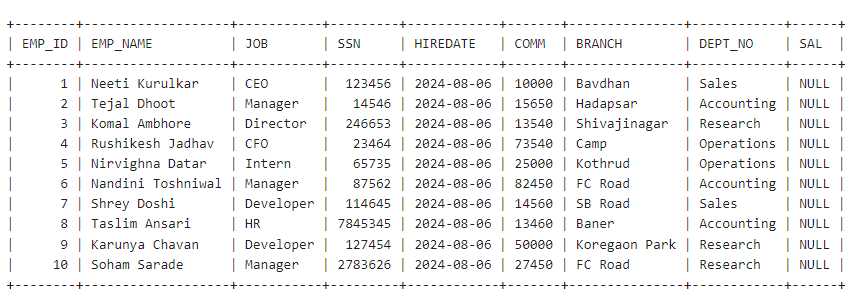 +--------+------------------+-----------+---------+------------+-------+---------------+------------+------+
| EMP_ID | EMP_NAME         | JOB       | SSN     | HIREDATE   | COMM  | BRANCH        | DEPT_NO    | SAL  |
+--------+------------------+-----------+---------+------------+-------+---------------+------------+------+
|      1 | Neeti Kurulkar   | CEO       |  123456 | 2024-08-06 | 10000 | Bavdhan       | Sales      | NULL |
|      2 | Tejal Dhoot      | Manager   |   14546 | 2024-08-06 | 15650 | Hadapsar      | Accounting | NULL |
|      3 | Komal Ambhore    | Director  |  246653 | 2024-08-06 | 13540 | Shivajinagar  | Research   | NULL |
|      4 | Rushikesh Jadhav | CFO       |   23464 | 2024-08-06 | 73540 | Camp          | Operations | NULL |
|      5 | Nirvighna Datar  | Intern    |   65735 | 2024-08-06 | 25000 | Kothrud       | Operations | NULL |
|      6 | Nandini Toshniwal | Manager   |   87562 | 2024-08-06 | 82450 | FC Road       | Accounting | NULL |
|      7 | Shrey Doshi      | Developer |  114645 | 2024-08-06 | 14560 | SB Road       | Sales      | NULL |
|      8 | Taslim Ansari    | HR        | 7845345 | 2024-08-06 | 13460 | Baner         | Accounting | NULL |
|      9 | Karunya Chavan   | Developer |  127454 | 2024-08-06 | 50000 | Koregaon Park | Research   | NULL |
|     10 | Soham Sarade     | Manager   | 2783626 | 2024-08-06 | 27450 | FC Road       | Research   | NULL |
+--------+------------------+-----------+---------+------------+-------+---------------+------------+------+